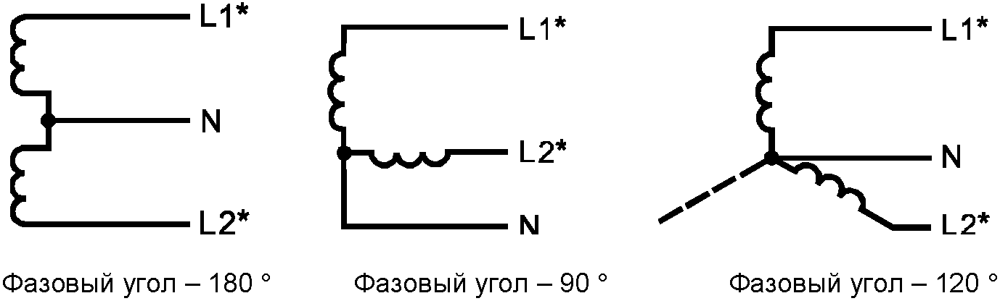 L1*
N
L2*
Фазовый угол – 180 °
L1*
L2*
N
Фазовый угол – 90 °
L1*
N
L2*
Фазовый угол – 120 °